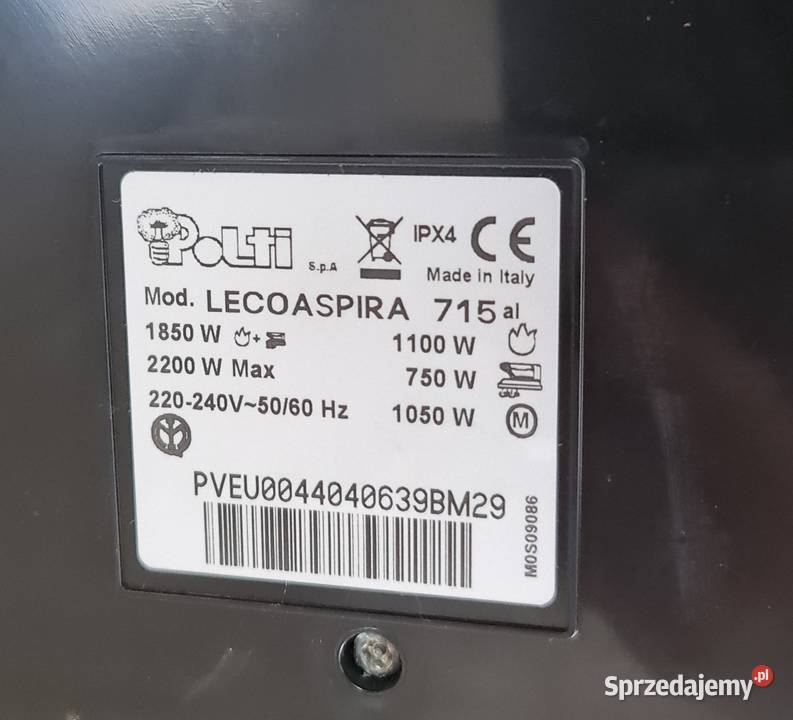 Polti S.p.A IPX4 CE
Made in Italy
Mod. LECOASPIRA 715 al
1850 W + 1100 W
2200 W Max 750 W
220-240V~50/60 Hz 1050 W M
PVEU0044040639BM29
M0S09086
Sprzedajemy.pl